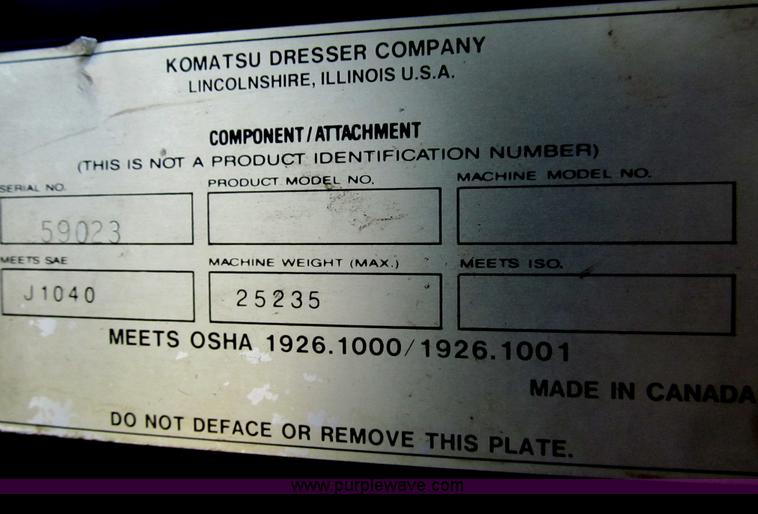 KOMATSU DRESSER COMPANY
LINCOLNSHIRE, ILLINOIS U.S.A.
COMPONENT/ATTACHMENT
(THIS IS NOT A PRODUCT IDENTIFICATION NUMBER)
SERIAL NO. PRODUCT MODEL NO. MACHINE MODEL NO.
59023
MEETS SAE MACHINE WEIGHT (MAX.) MEETS ISO.
J1040 25235
MEETS OSHA 1926.1000/1926.1001
MADE IN CANADA
DO NOT DEFACE OR REMOVE THIS PLATE.
www.purplewave.com